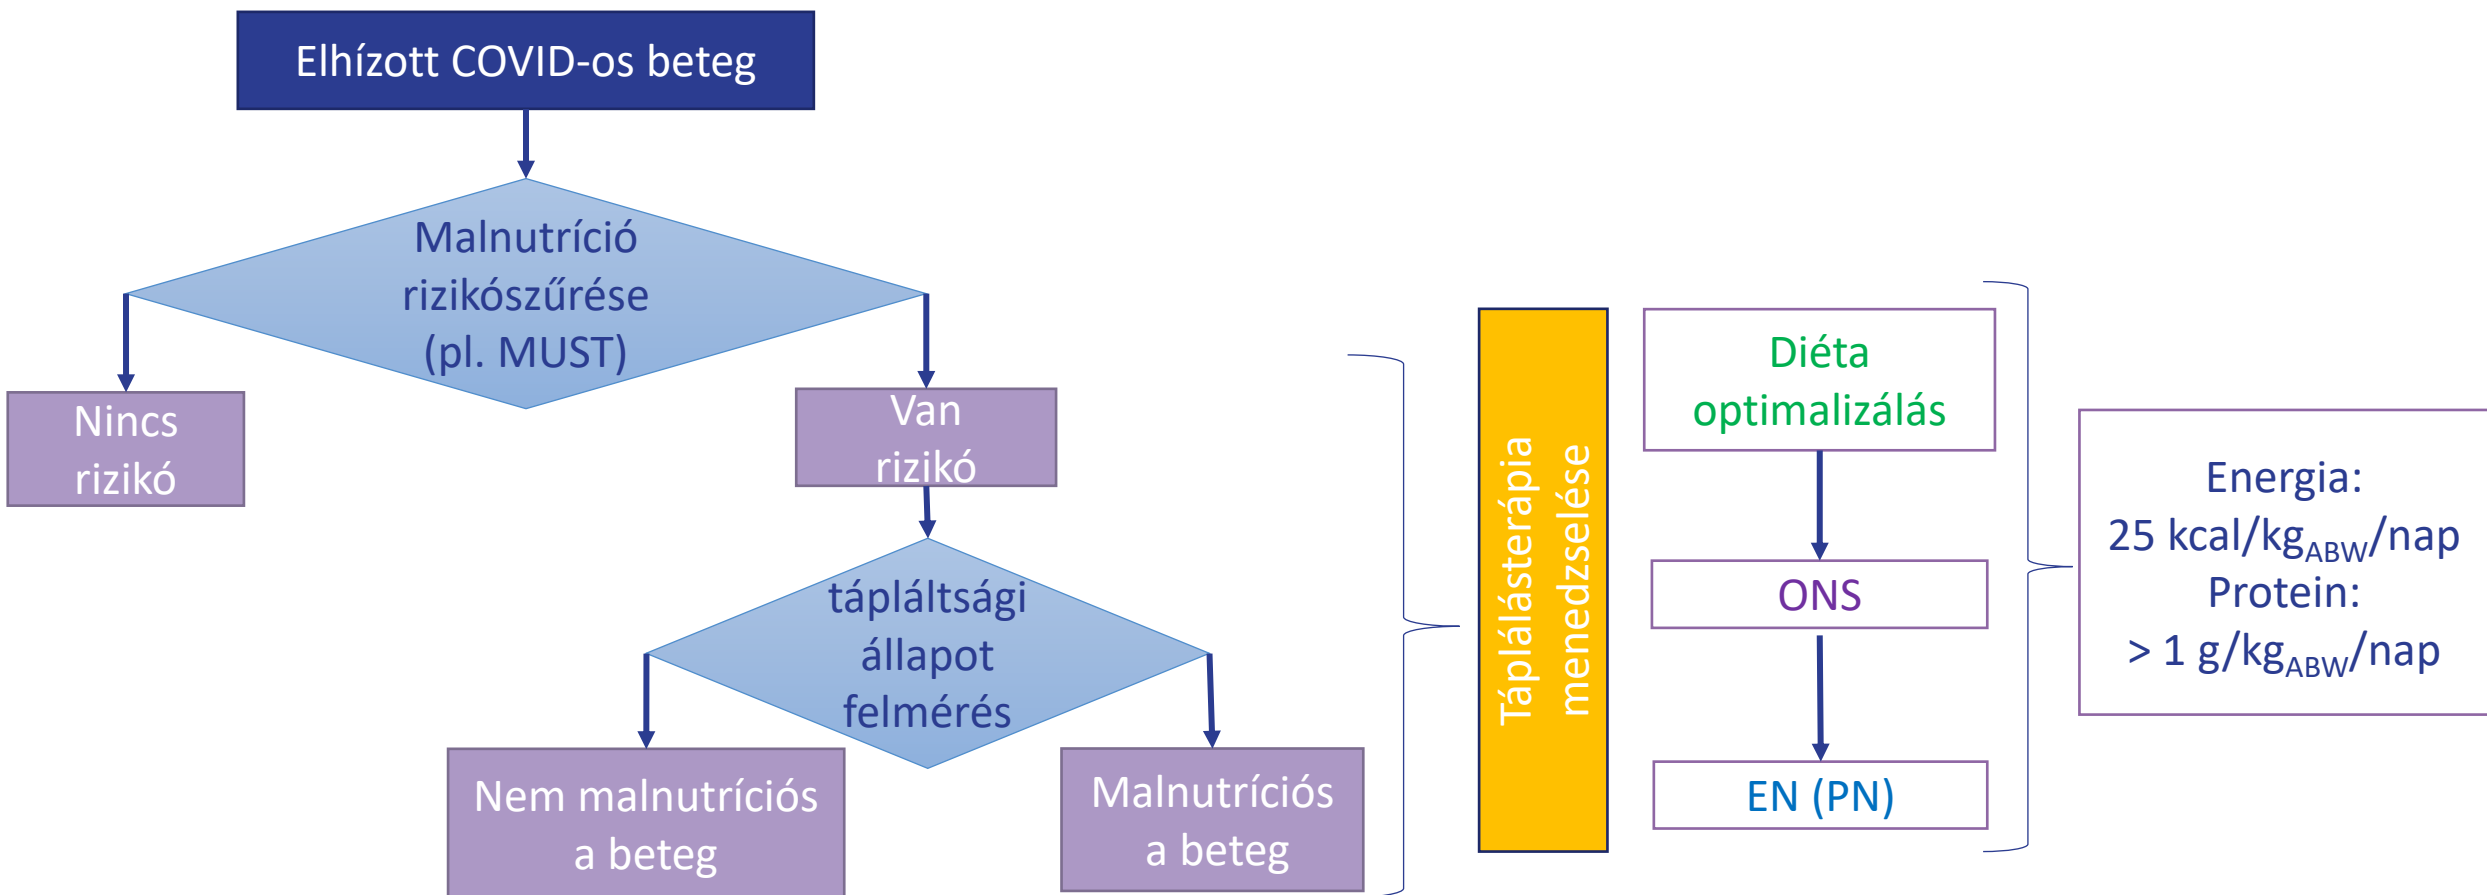 Elhízott COVID-os beteg
Malnutríció
rizikószűrése
(pl. MUST)
Nincs
rizikó
Van
rizikó
tápláltsági
állapot
felmérés
Nem malnutríciós
a beteg
Malnutríciós
a beteg
Táplálásterápia
menedzselése
Diéta
optimalizálás
ONS
EN (PN)
Energia:
25 kcal/kgABW/nap
Protein:
> 1 g/kgABW/nap